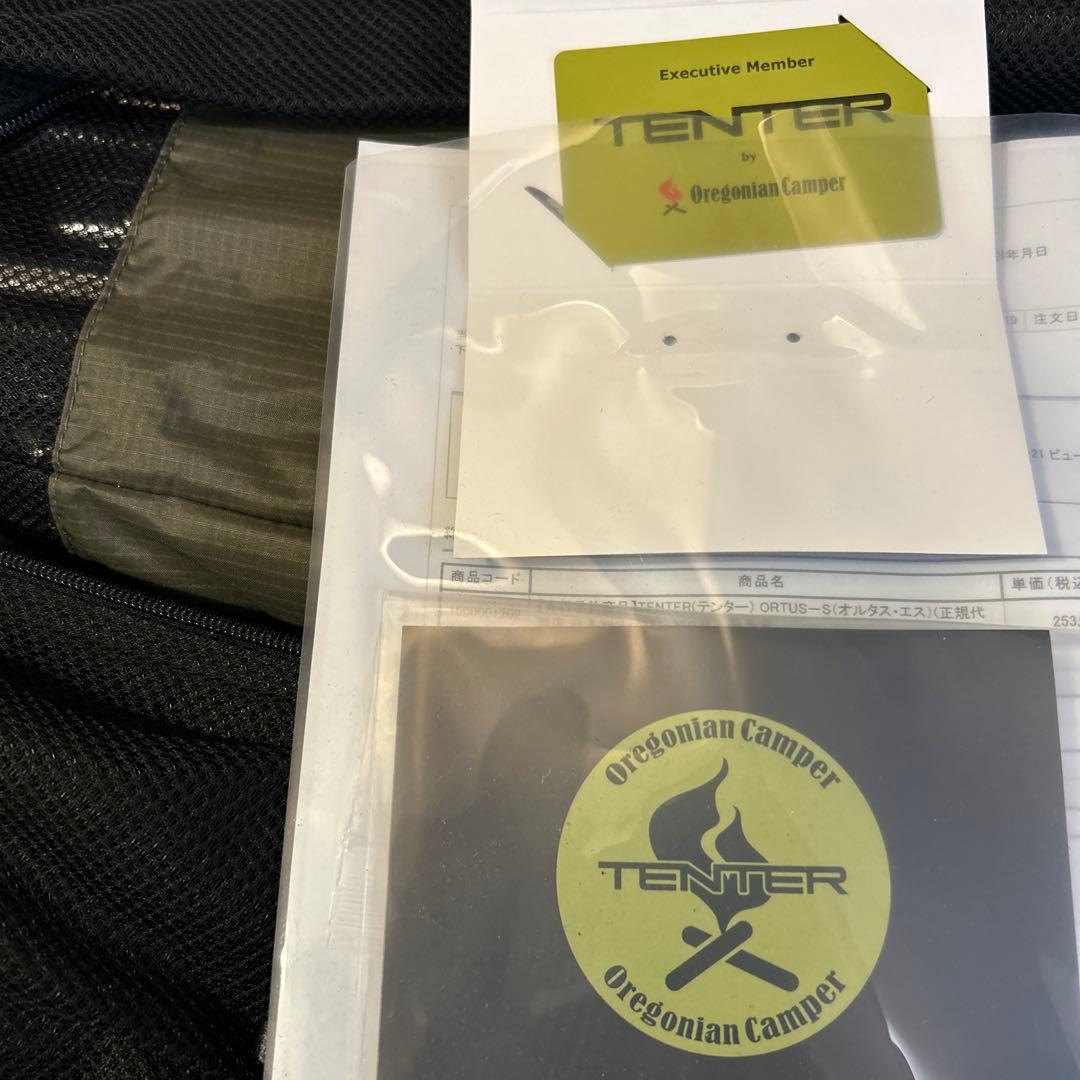 Executive Member
TENTER
by
Oregonian Camper
年月日
注文日
21 ビュー
商品コード 商品名 単価(税込
TENTER(テンター) ORTUS-S(オルタス・エス)(正規代
253,
Oregonian Camper
TENTER
Oregonian Camper